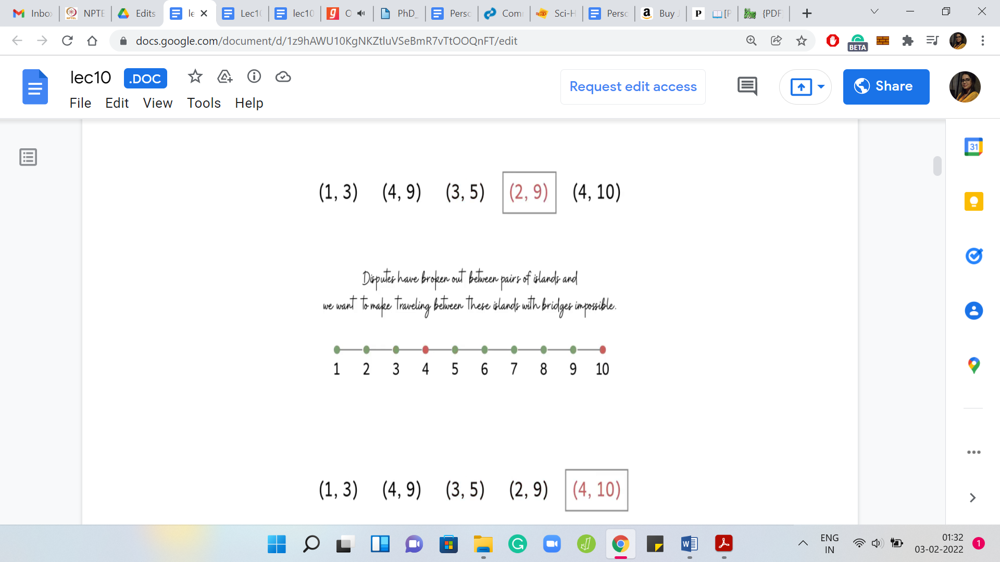 Inbo
NPTE
Edits
le
Lec10
lec10
O
PhD_
Perso
Com
Sci-H
Perso
Buy J
[P
{PDF
docs.google.com/document/d/1z9hAWU10KgNKZtluVSeBmR7vTtOOQnFT/edit
BETA
lec10 .DOC
File Edit View Tools Help
Request edit access
Share
31
(1, 3) (4, 9) (3, 5) (2, 9) (4, 10)
Disputes have broken out between pairs of islands and
we want to make traveling between these islands with bridges impossible.
1 2 3 4 5 6 7 8 9 10
(1, 3) (4, 9) (3, 5) (2, 9) (4, 10)
ENG
IN
01:32
03-02-2022
1